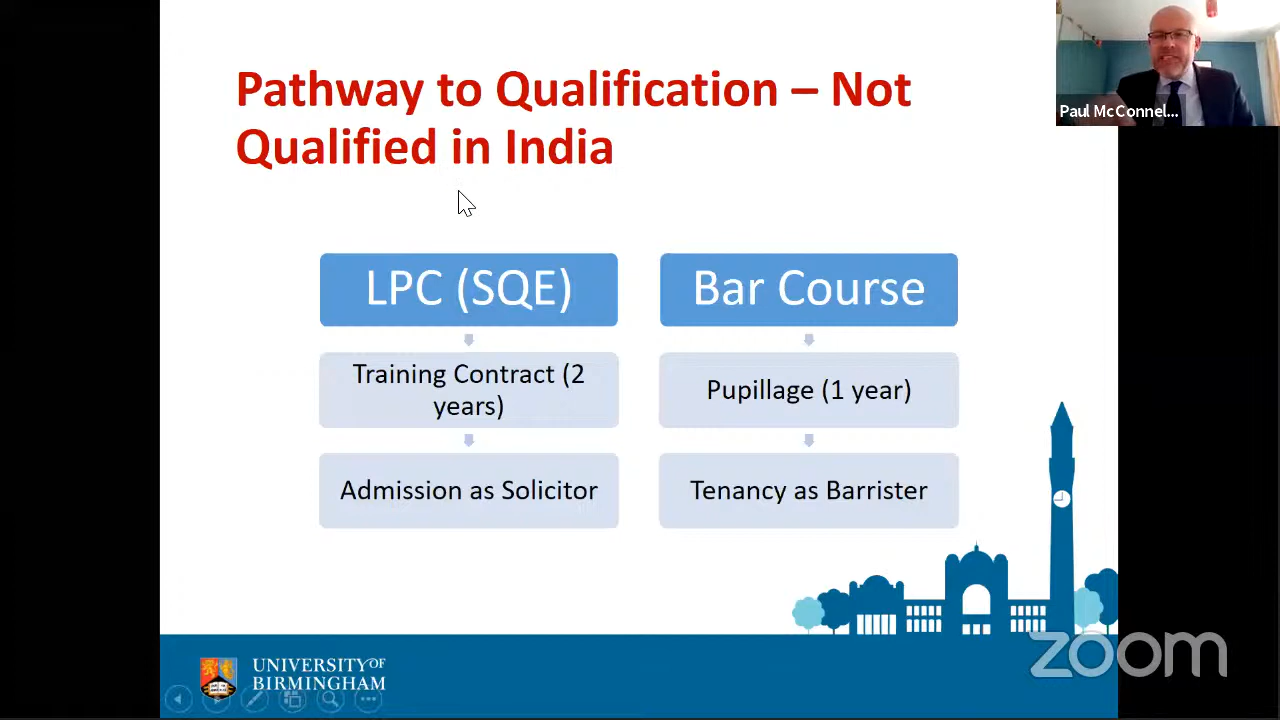 Pathway to Qualification – Not
Qualified in India
Paul McConnel...
LPC (SQE)
Bar Course
Training Contract (2
years)
Pupillage (1 year)
Admission as Solicitor
Tenancy as Barrister
UNIVERSITY OF
BIRMINGHAM
zoom